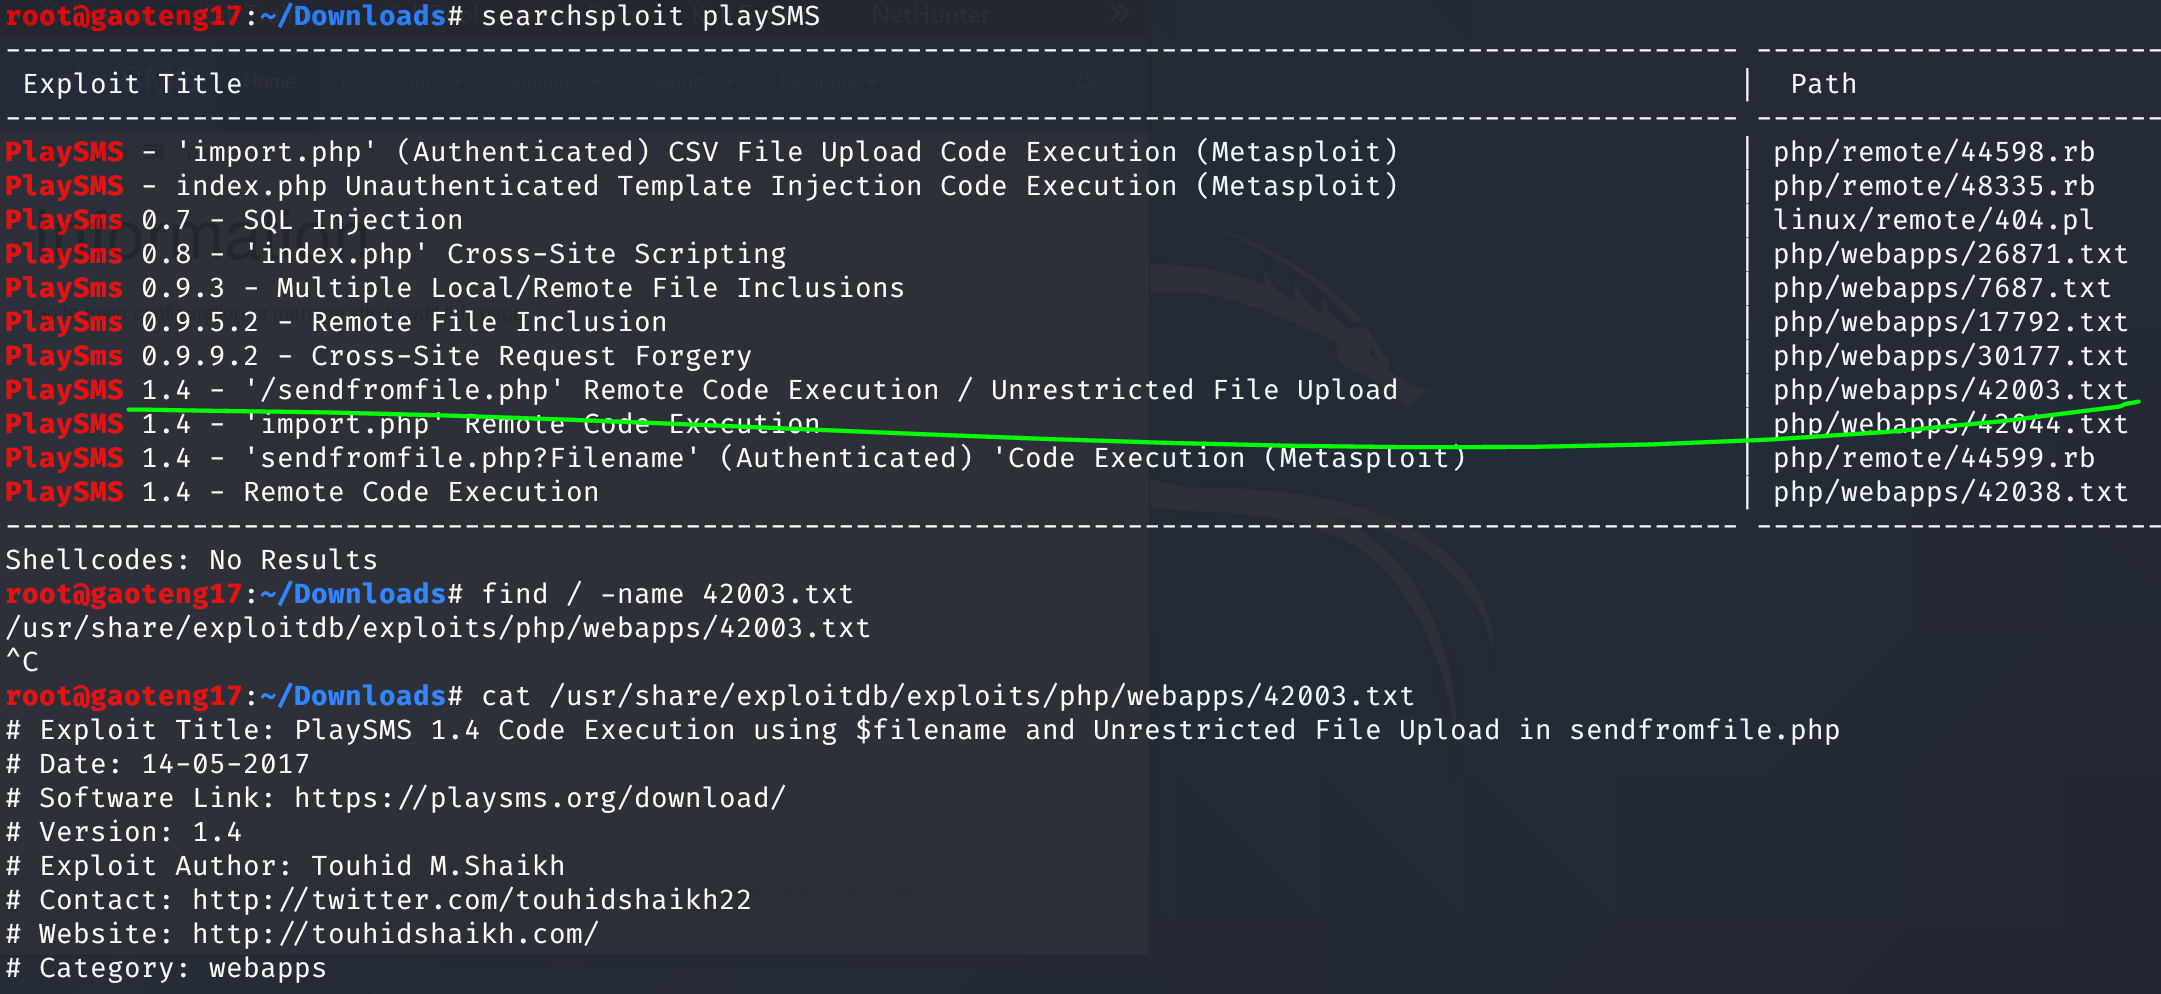 root@gaoteng17:~/Downloads# searchsploit playSMS
NetHunter
Exploit Title | Path
Home My account Settings Reports Features
PlaySMS - 'import.php' (Authenticated) CSV File Upload Code Execution (Metasploit) | php/remote/44598.rb
PlaySMS - index.php Unauthenticated Template Injection Code Execution (Metasploit) | php/remote/48335.rb
PlaySms 0.7 - SQL Injection | linux/remote/404.pl
Information
PlaySms 0.8 - 'index.php' Cross-Site Scripting | php/webapps/26871.txt
PlaySms 0.9.3 - Multiple Local/Remote File Inclusions | php/webapps/7687.txt
PlaySms 0.9.5.2 - Remote File Inclusion | php/webapps/17792.txt
PlaySms 0.9.9.2 - Cross-Site Request Forgery | php/webapps/30177.txt
PlaySMS 1.4 - '/sendfromfile.php' Remote Code Execution / Unrestricted File Upload | php/webapps/42003.txt
PlaySMS 1.4 - 'import.php' Remote Code Execution | php/webapps/42044.txt
PlaySMS 1.4 - 'sendfromfile.php?Filename' (Authenticated) 'Code Execution (Metasploit) | php/remote/44599.rb
PlaySMS 1.4 - Remote Code Execution | php/webapps/42038.txt
Shellcodes: No Results
root@gaoteng17:~/Downloads# find / -name 42003.txt
/usr/share/exploitdb/exploits/php/webapps/42003.txt
^C
root@gaoteng17:~/Downloads# cat /usr/share/exploitdb/exploits/php/webapps/42003.txt
# Exploit Title: PlaySMS 1.4 Code Execution using $filename and Unrestricted File Upload in sendfromfile.php
# Date: 14-05-2017
# Software Link: https://playsms.org/download/
# Version: 1.4
# Exploit Author: Touhid M.Shaikh
# Contact: http://twitter.com/touhidshaikh22
# Website: http://touhidshaikh.com/
# Category: webapps